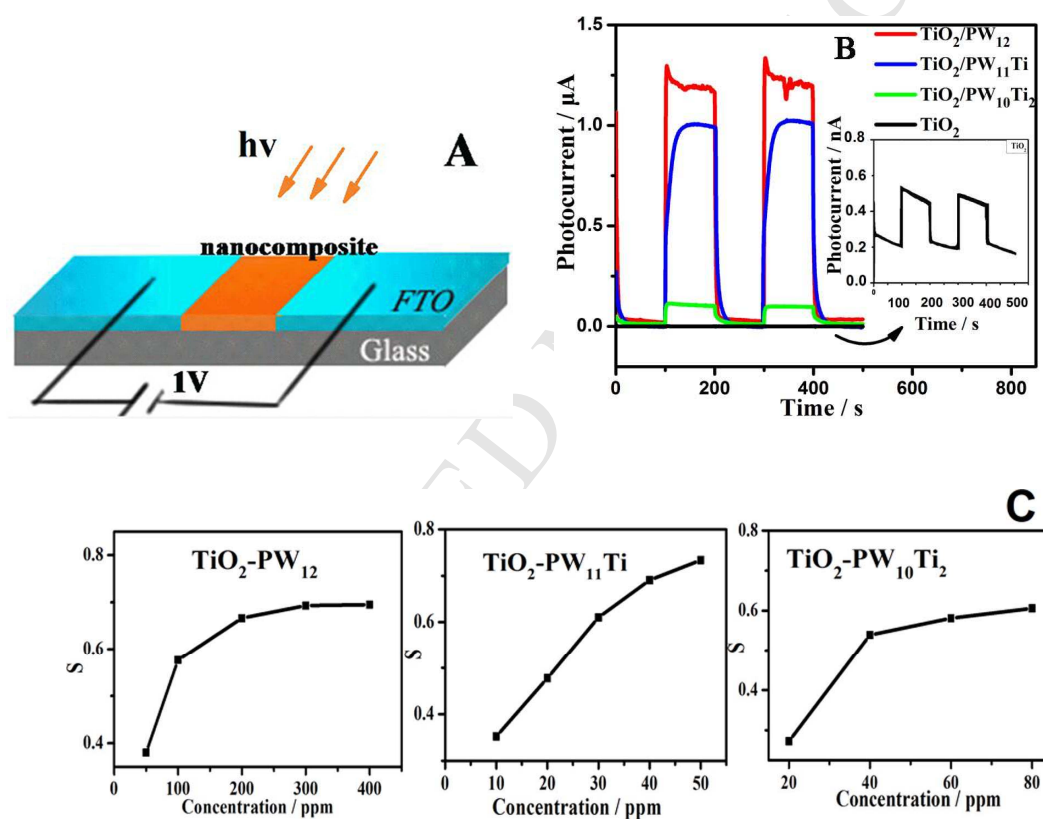 A
hν
nanocomposite
FTO
Glass
1V
B
TiO2/PW12
TiO2/PW11Ti
TiO2/PW10Ti2
TiO2
Photocurrent / μA
1.5
1.0
0.5
0.0
0 200 400 600 800
Time / s
TiO2
Photocurrent / nA
0.8
0.6
0.4
0.2
0.0
0 100 200 300 400 500
Time / s
C
TiO2-PW12
S
0.8
0.6
0.4
0 100 200 300 400
Concentration / ppm
TiO2-PW11Ti
S
0.8
0.6
0.4
0 10 20 30 40 50
Concentration / ppm
TiO2-PW10Ti2
S
0.8
0.6
0.4
20 40 60 80
Concentration / ppm